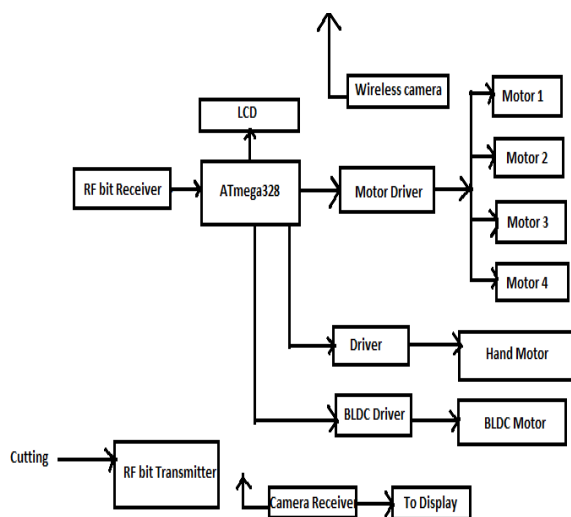 Wireless camera
Motor 1
LCD
Motor 2
RF bit Receiver
ATmega328
Motor Driver
Motor 3
Motor 4
Driver
Hand Motor
BLDC Driver
BLDC Motor
Cutting
RF bit Transmitter
Camera Receiver
To Display